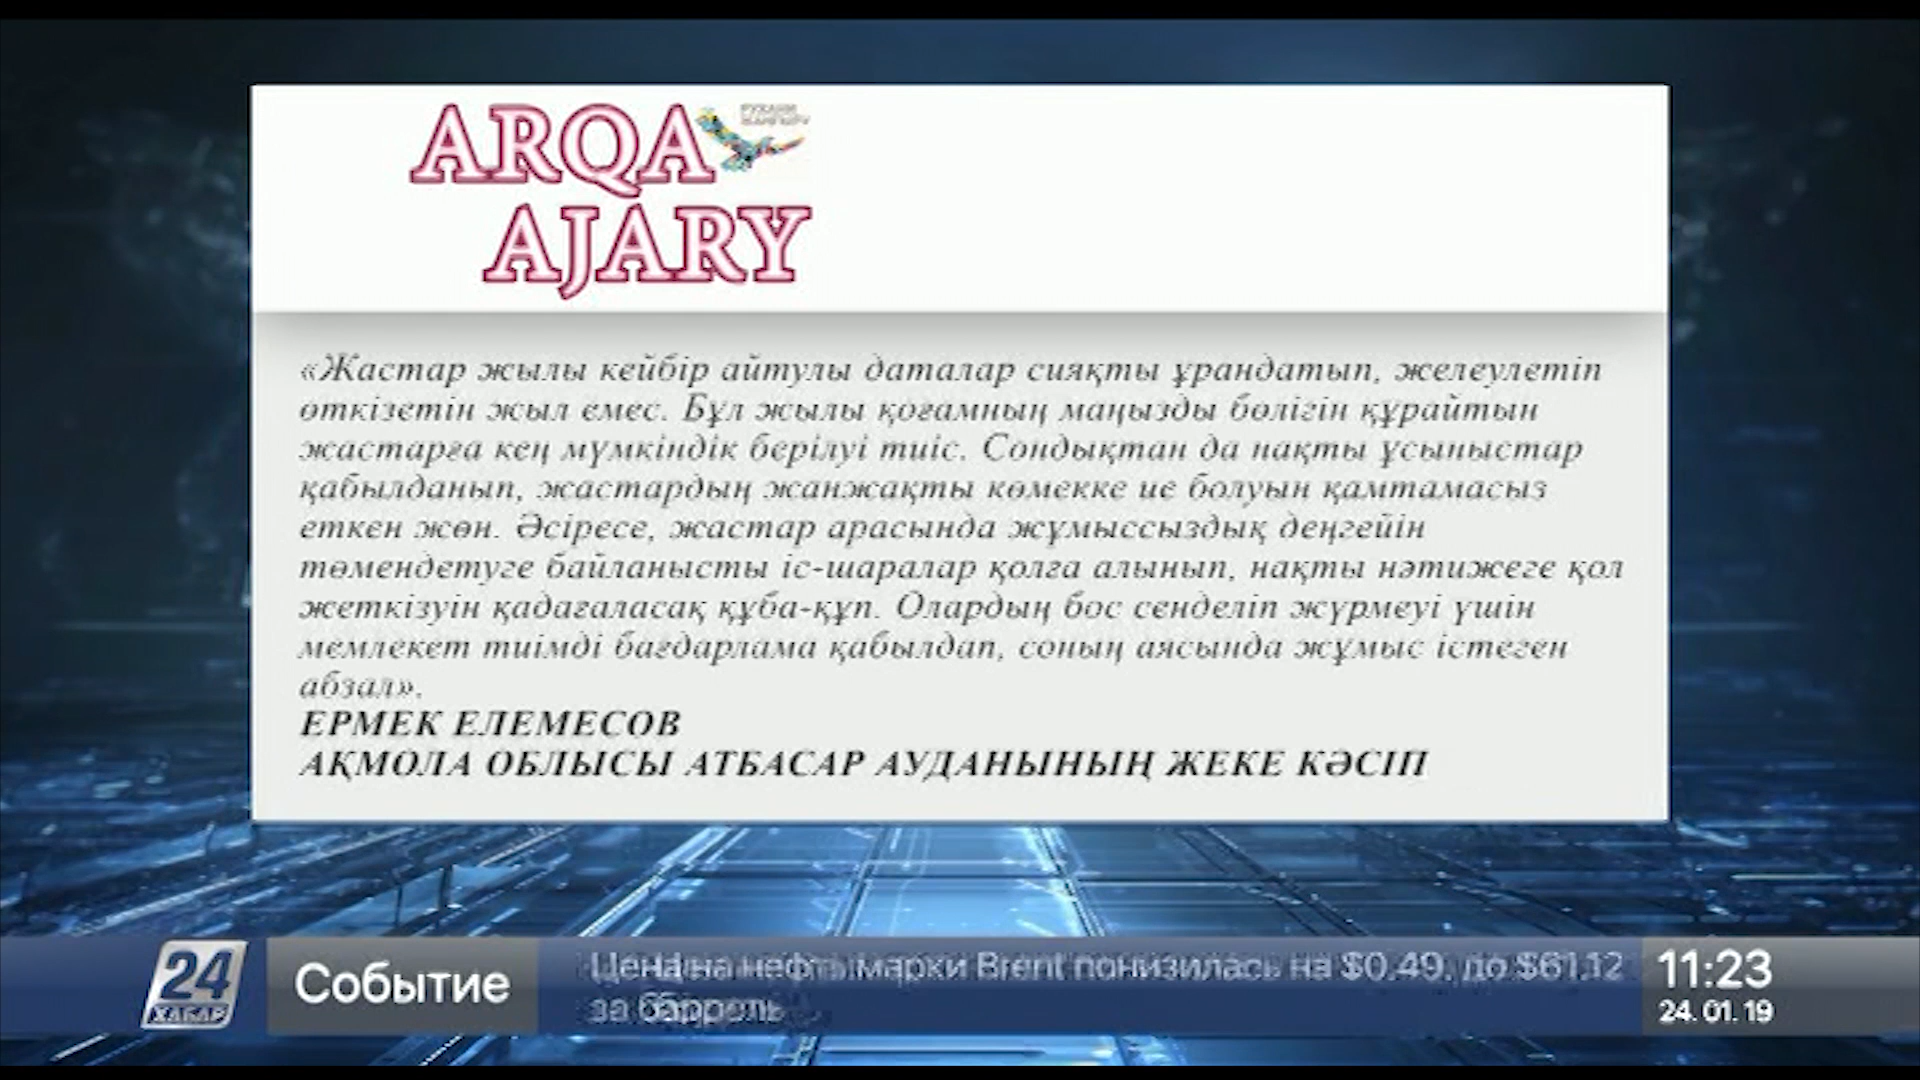 ARQA
РУХАНИ
ЖАҢҒЫРУ
AJARY
«Жастар жылы кейбір айтулы даталар сияқты ұрандатып, желеулетіп
өткізетін жыл емес. Бұл жылы қоғамның маңызды бөлігін құрайтын
жастарға кең мүмкіндік берілуі тиіс. Сондықтан да нақты ұсыныстар
қабылданып, жастардың жанжақты көмекке ие болуын қамтамасыз
еткен жөн. Әсіресе, жастар арасында жұмыссыздық деңгейін
төмендетуге байланысты іс-шаралар қолға алынып, нақты нәтижеге қол
жеткізуін қадағаласақ құба-құп. Олардың бос сенделіп жүрмеуі үшін
мемлекет тиімді бағдарлама қабылдап, соның аясында жұмыс істеген
абзал».
ЕРМЕК ЕЛЕМЕСОВ
АҚМОЛА ОБЛЫСЫ АТБАСАР АУДАНЫНЫҢ ЖЕКЕ КӘСІП
24
ХАБАР
Событие
Цена на нефть марки Brent понизилась на $0.49, до $61,12
за баррель
11:23
24. 01. 19